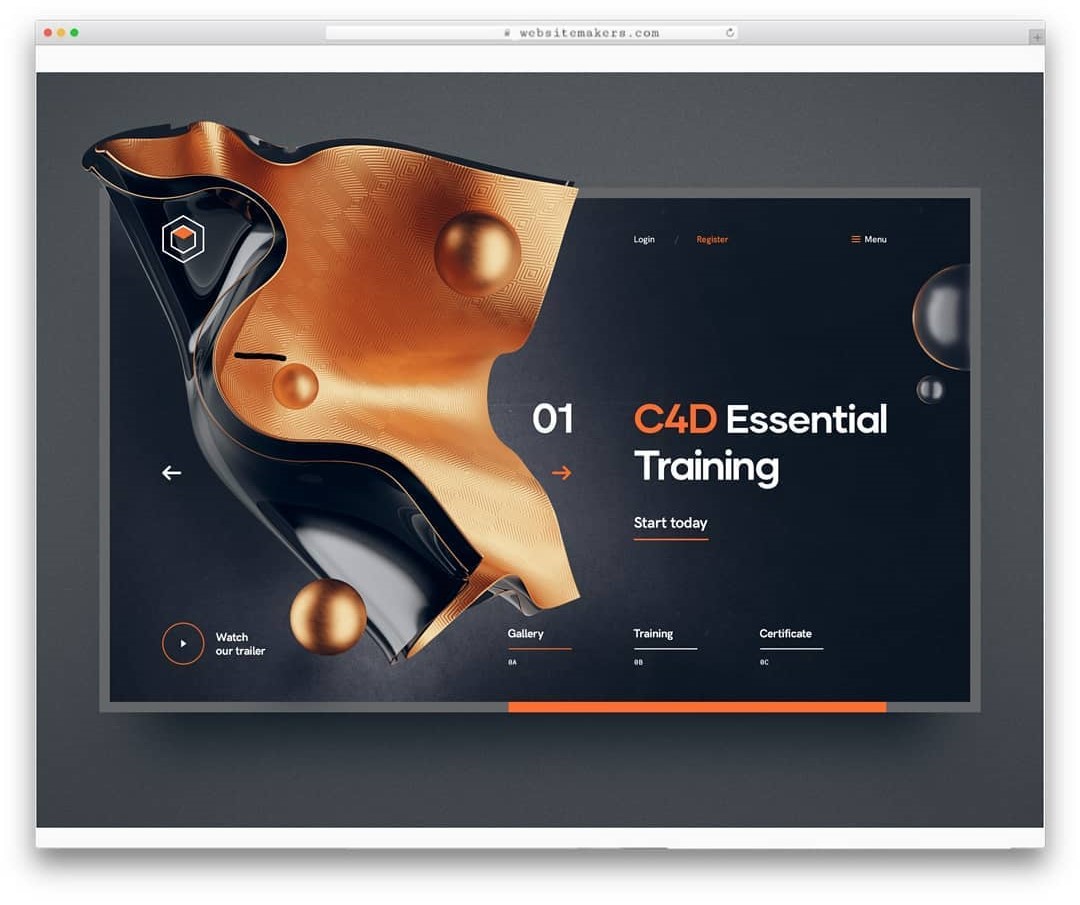 websitemakers.com
Login / Register
Menu
01
C4D Essential
Training
Start today
Watch
our trailer
Gallery
Training
Certificate
0A
0B
0C